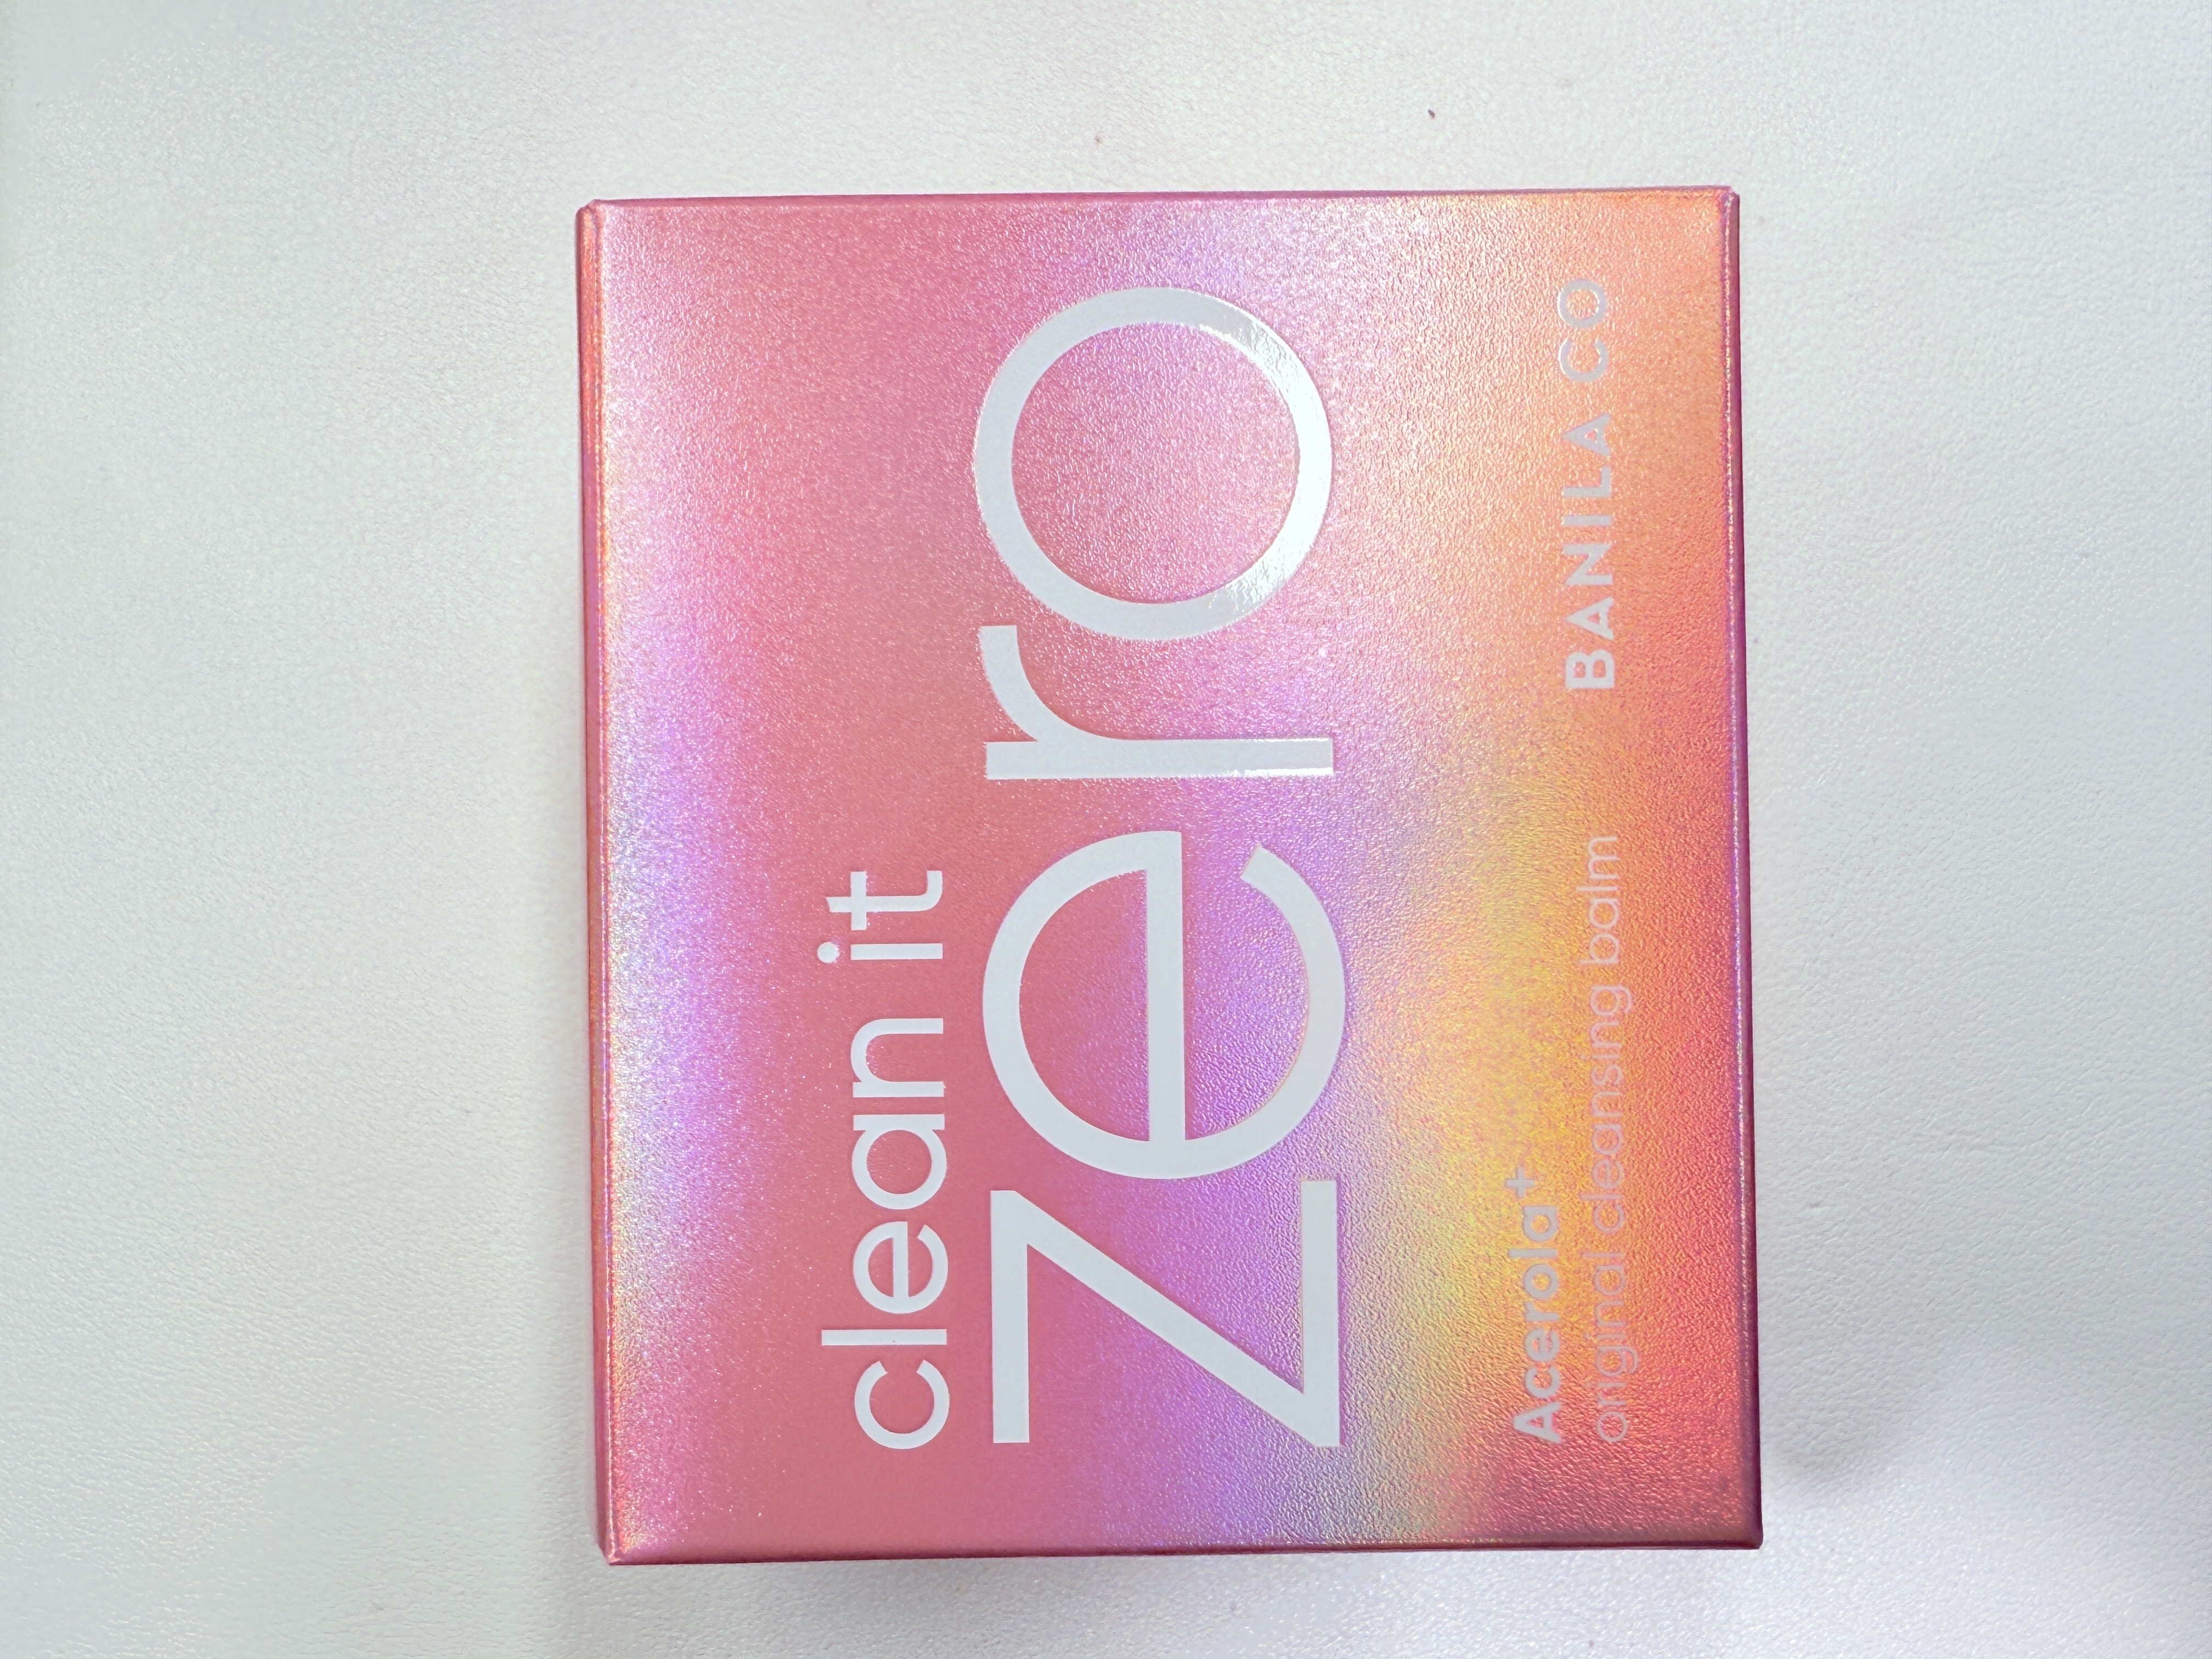 clean it
zero
Acerola+
original cleansing balm
BANILA CO